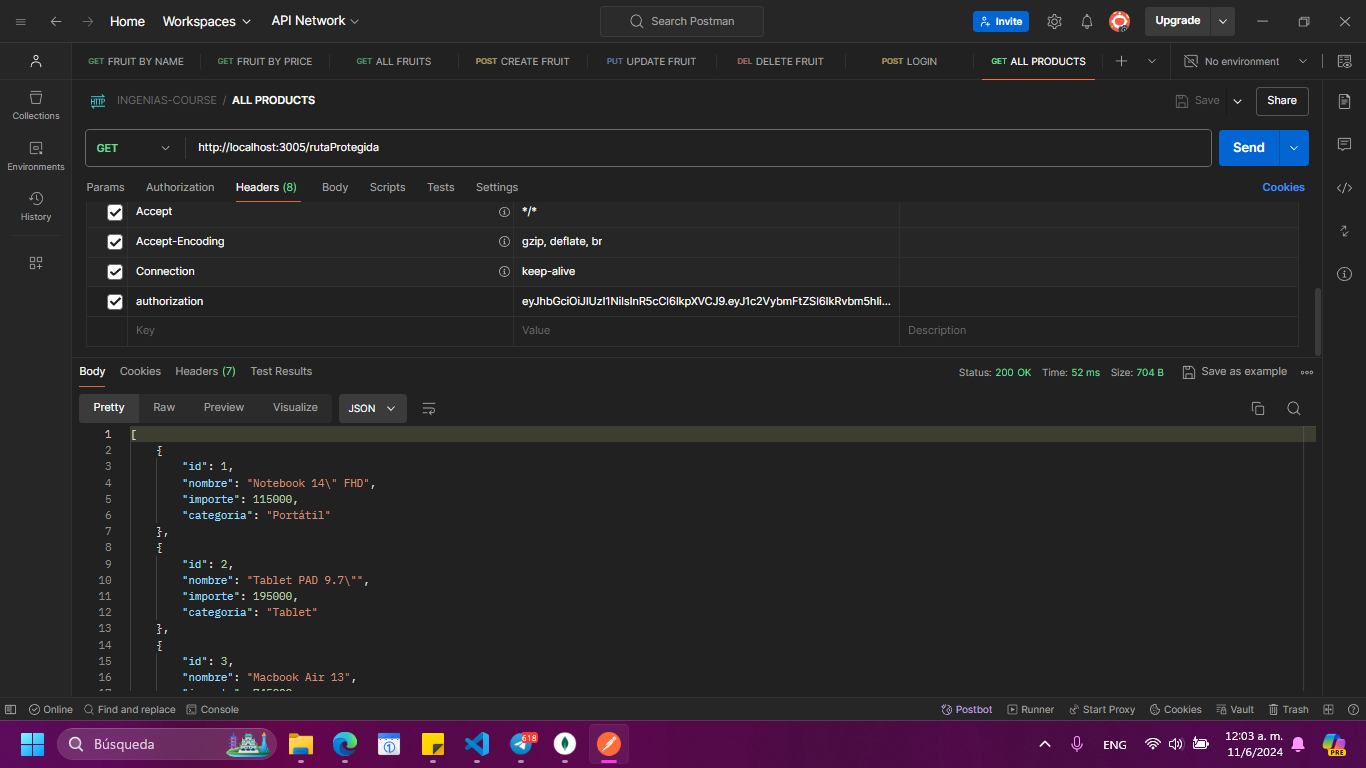 Home Workspaces API Network Search Postman Invite Upgrade
GET FRUIT BY NAME GET FRUIT BY PRICE GET ALL FRUITS POST CREATE FRUIT PUT UPDATE FRUIT DEL DELETE FRUIT POST LOGIN GET ALL PRODUCTS No environment
HTTP INGENIAS-COURSE / ALL PRODUCTS Save Share
Collections
GET http://localhost:3005/rutaProtegida Send
Environments
Params Authorization Headers (8) Body Scripts Tests Settings Cookies
History
Accept */*
Accept-Encoding gzip, deflate, br
Connection keep-alive
authorization
Key Value Description
Body Cookies Headers (7) Test Results Status: 200 OK Time: 52 ms Size: 704 B Save as example
Pretty Raw Preview Visualize JSON
1 [
2 {
3 "id": 1,
4 "nombre": "Notebook 14\" FHD",
5 "importe": 115000,
6 "categoria": "Portátil"
7 },
8 {
9 "id": 2,
10 "nombre": "Tablet PAD 9.7\"",
11 "importe": 195000,
12 "categoria": "Tablet"
13 },
14 {
15 "id": 3,
16 "nombre": "Macbook Air 13",
Online Find and replace Console Postbot Runner Start Proxy Cookies Vault Trash
Búsqueda 618 ENG 12:03 a. m.
11/6/2024 PRE